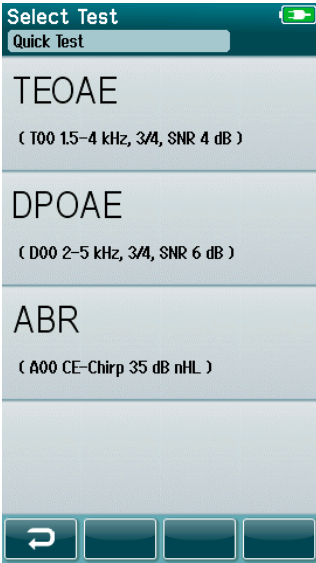 Select Test
Quick Test
TEOAE
( T00 1.5-4 kHz, 3/4, SNR 4 dB )
DPOAE
( D00 2-5 kHz, 3/4, SNR 6 dB )
ABR
( A00 CE-Chirp 35 dB nHL )